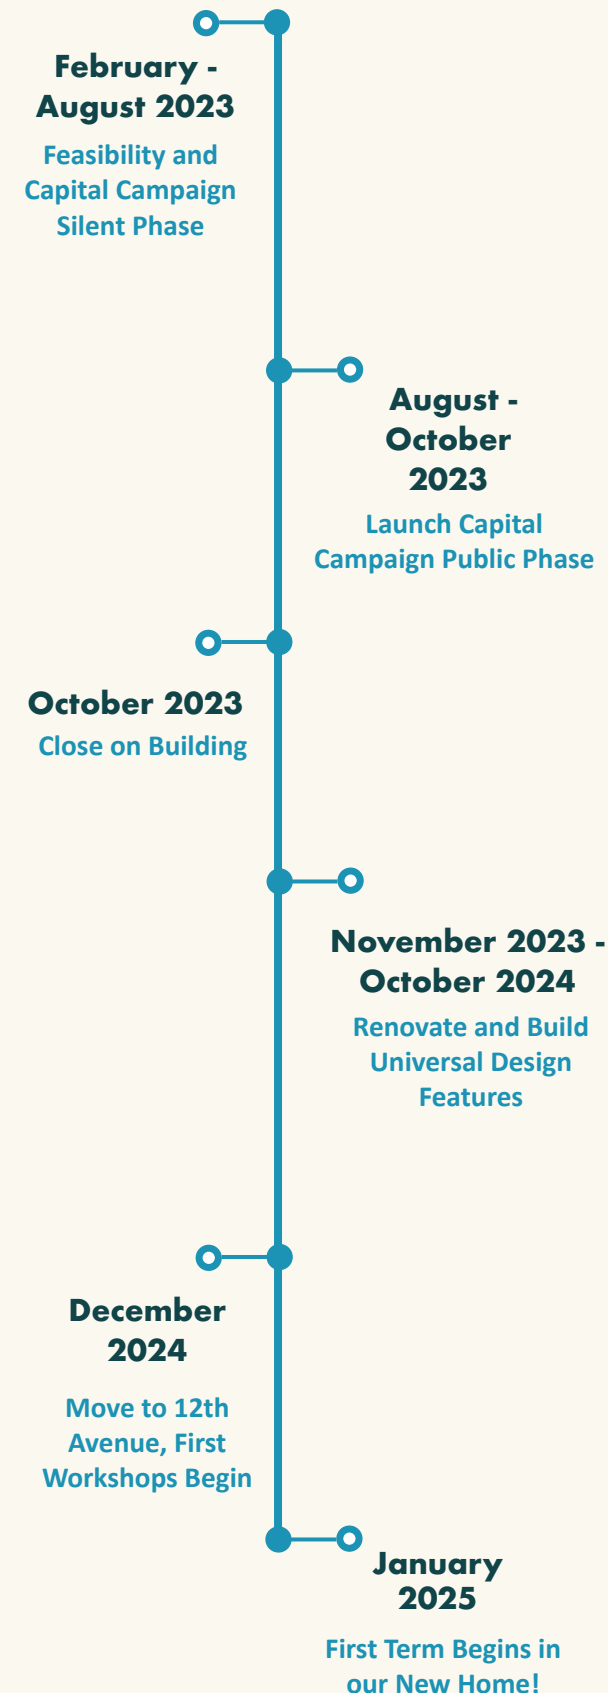 February -
August 2023
Feasibility and
Capital Campaign
Silent Phase
August -
October
2023
Launch Capital
Campaign Public Phase
October 2023
Close on Building
November 2023 -
October 2024
Renovate and Build
Universal Design
Features
December
2024
Move to 12th
Avenue, First
Workshops Begin
January
2025
First Term Begins in
our New Home!